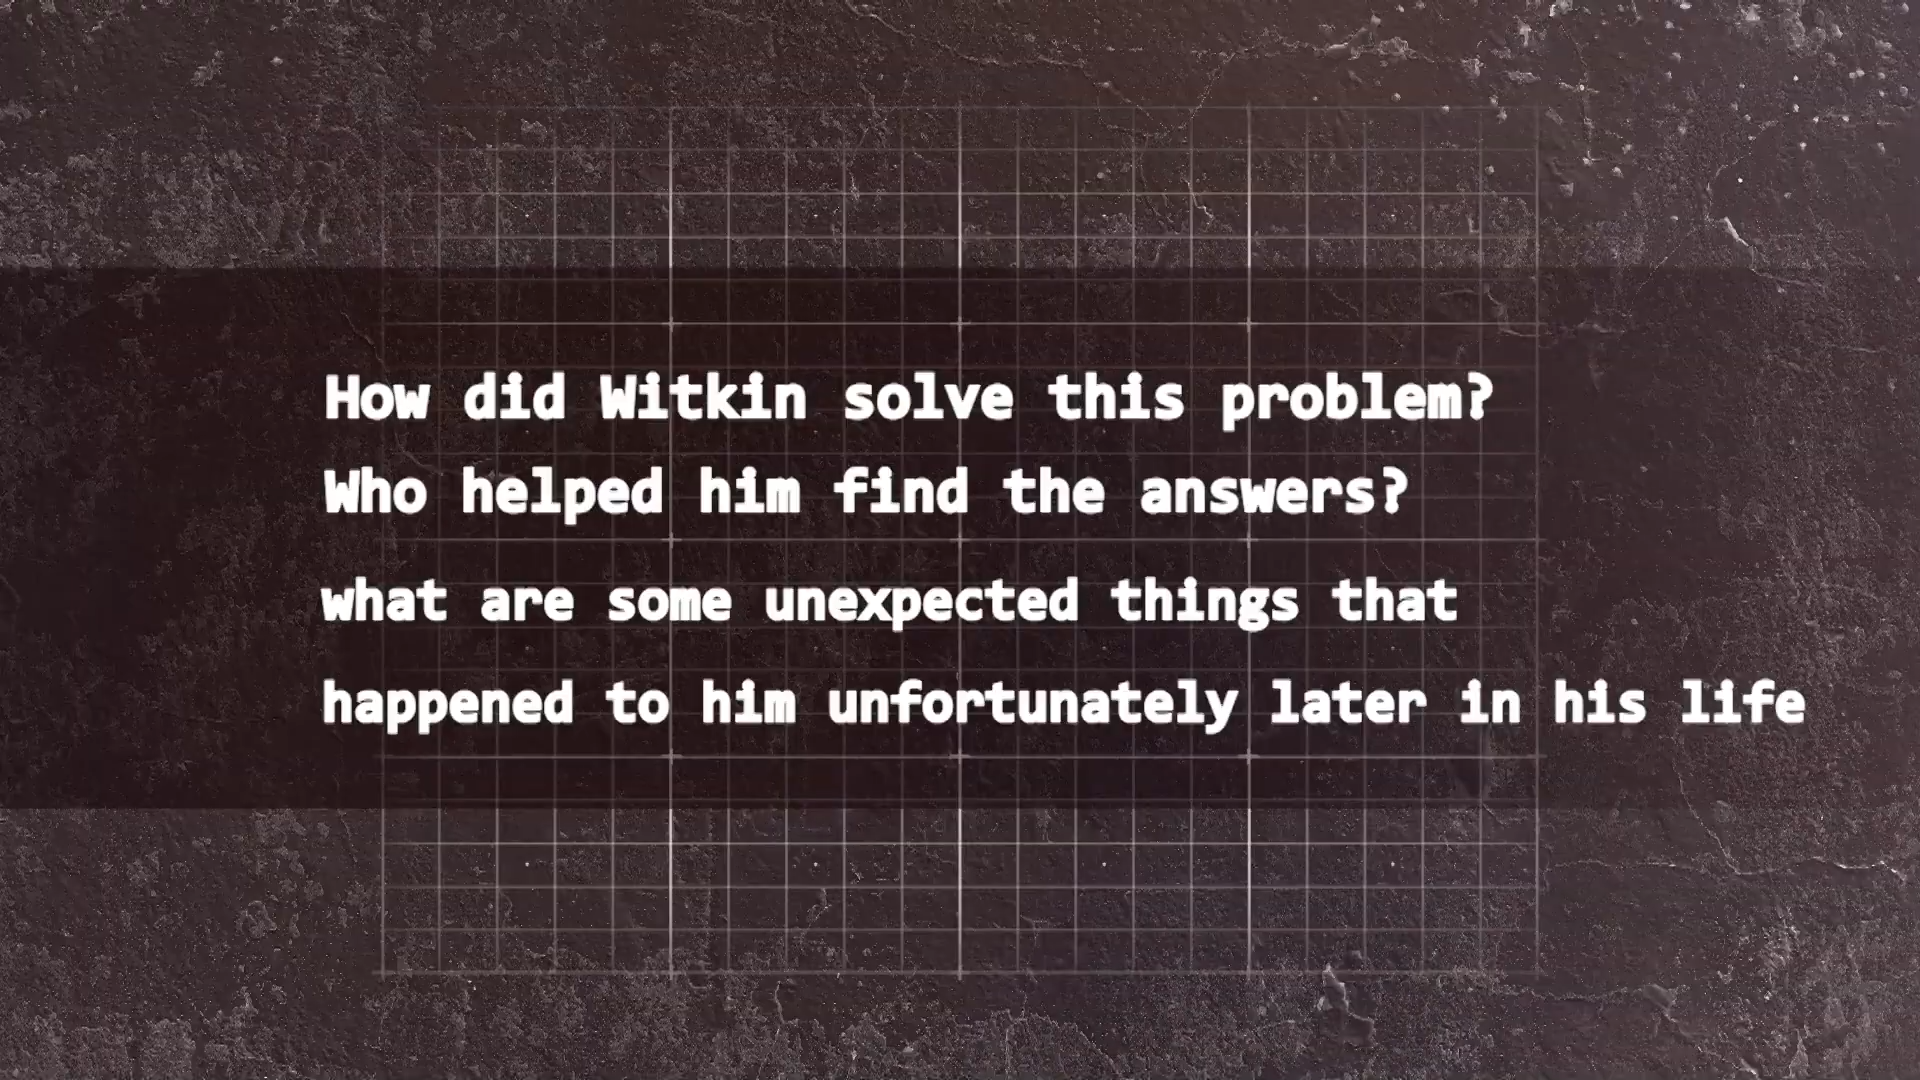 How did Witkin solve this problem?
Who helped him find the answers?
what are some unexpected things that
happened to him unfortunately later in his life